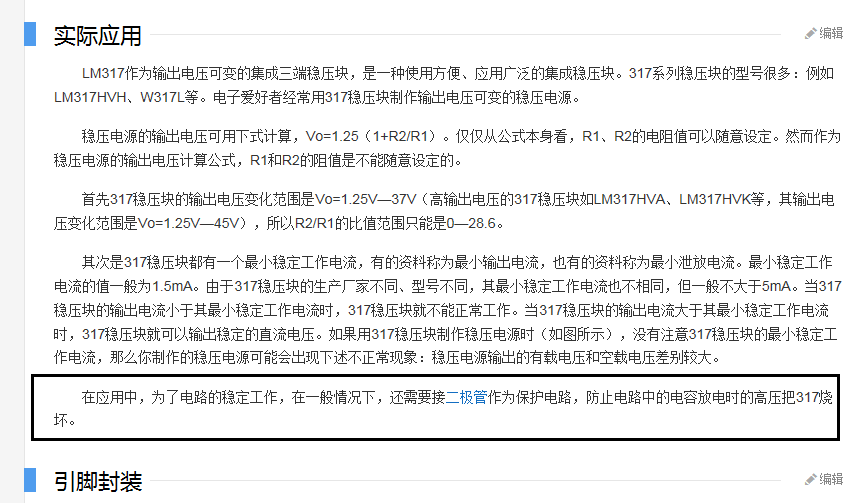 实际应用
编辑
LM317作为输出电压可变的集成三端稳压块，是一种使用方便、应用广泛的集成稳压块。317系列稳压块的型号很多：例如
LM317HVH、W317L等。电子爱好者经常用317稳压块制作输出电压可变的稳压电源。
稳压电源的输出电压可用下式计算，Vo=1.25（1+R2/R1）。仅仅从公式本身看，R1、R2的电阻值可以随意设定。然而作为
稳压电源的输出电压计算公式，R1和R2的阻值是不能随意设定的。
首先317稳压块的输出电压变化范围是Vo=1.25V—37V（高输出电压的317稳压块如LM317HVA、LM317HVK等，其输出电
压变化范围是Vo=1.25V—45V），所以R2/R1的比值范围只能是0—28.6。
其次是317稳压块都有一个最小稳定工作电流，有的资料称为最小输出电流，也有的资料称为最小泄放电流。最小稳定工作
电流的值一般为1.5mA。由于317稳压块的生产厂家不同、型号不同，其最小稳定工作电流也不相同，但一般不大于5mA。当317
稳压块的输出电流小于其最小稳定工作电流时，317稳压块就不能正常工作。当317稳压块的输出电流大于其最小稳定工作电流
时，317稳压块就可以输出稳定的直流电压。如果用317稳压块制作稳压电源时（如图所示），没有注意317稳压块的最小稳定工
作电流，那么你制作的稳压电源可能会出现下述不正常现象：稳压电源输出的有载电压和空载电压差别较大。
在应用中，为了电路的稳定工作，在一般情况下，还需要接二极管作为保护电路，防止电路中的电容放电时的高压把317烧
坏。
引脚封装
编辑